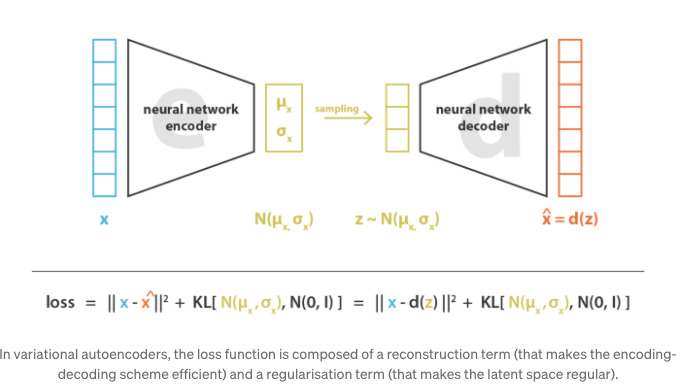 e
neural network
encoder
μₓ
σₓ
sampling
d
neural network
decoder
x
N(μₓ, σₓ)
z ~ N(μₓ, σₓ)
x̂ = d(z)
loss = || x - x̂ ||² + KL[ N(μₓ, σₓ), N(0, I) ] = || x - d(z) ||² + KL[ N(μₓ, σₓ), N(0, I) ]
In variational autoencoders, the loss function is composed of a reconstruction term (that makes the encoding-
decoding scheme efficient) and a regularisation term (that makes the latent space regular).